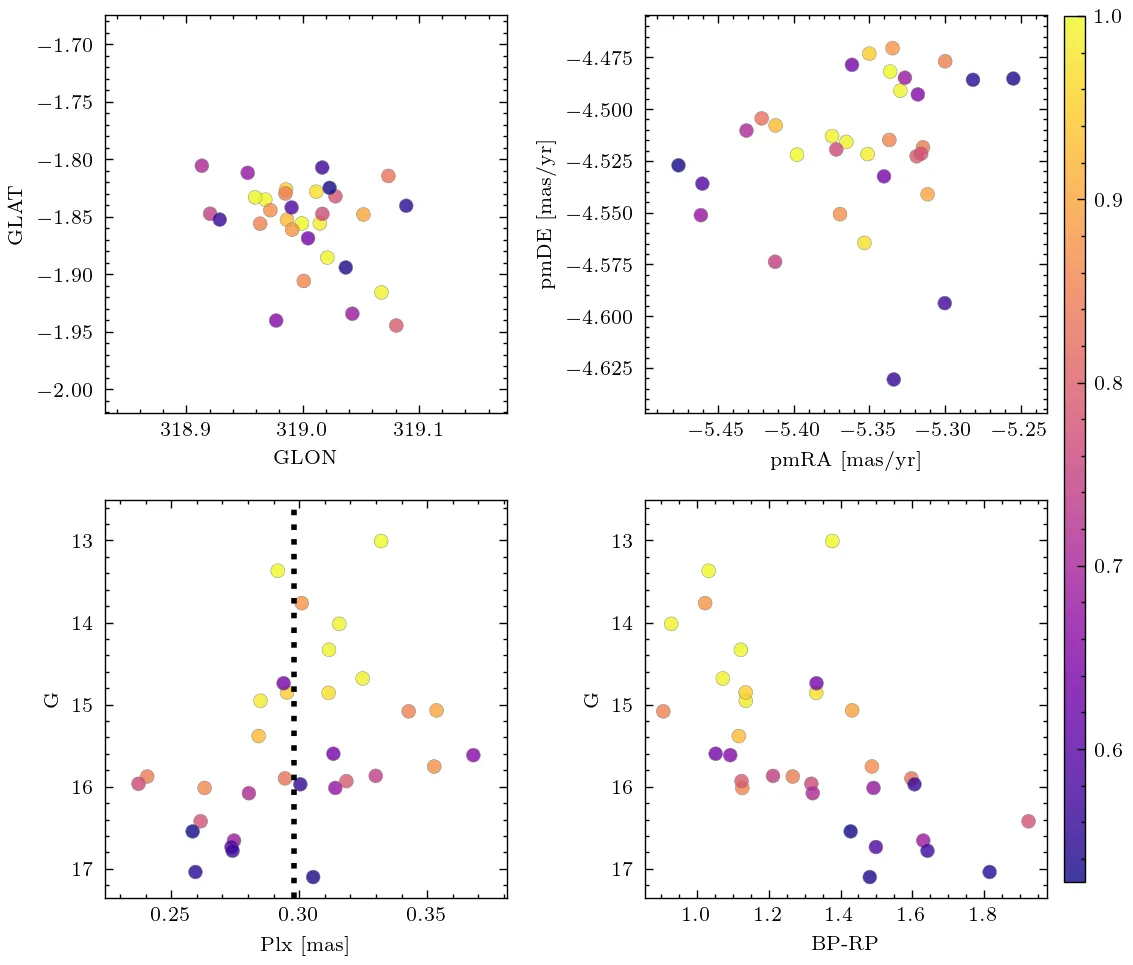 −1.70
−1.75
−1.80
−1.85
−1.90
−1.95
−2.00
GLAT
318.9 319.0 319.1
GLON
−4.475
−4.500
−4.525
−4.550
−4.575
−4.600
−4.625
pmDE [mas/yr]
−5.45 −5.40 −5.35 −5.30 −5.25
pmRA [mas/yr]
1.0
0.9
0.8
0.7
0.6
13
14
15
16
17
G
0.25 0.30 0.35
Plx [mas]
13
14
15
16
17
G
1.0 1.2 1.4 1.6 1.8
BP-RP